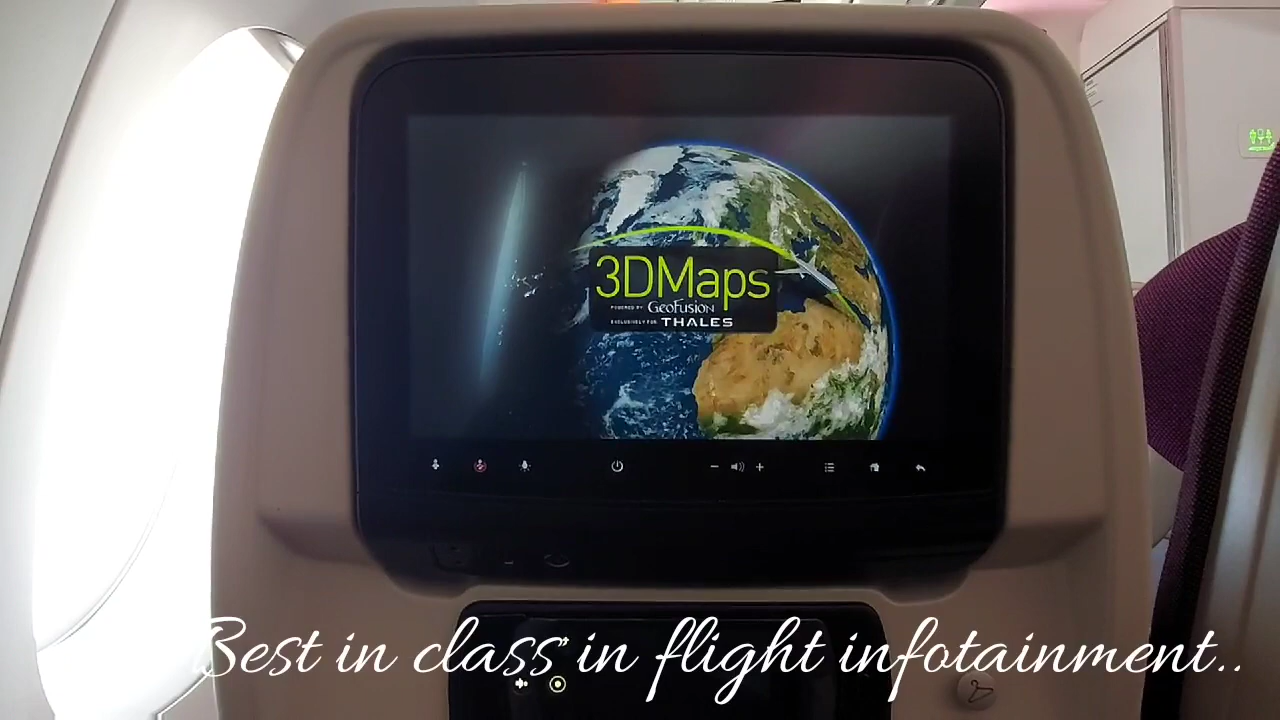 3DMaps
POWERED BY GeoFusion
EXCLUSIVELY FOR THALES
Best in class in flight infotainment..